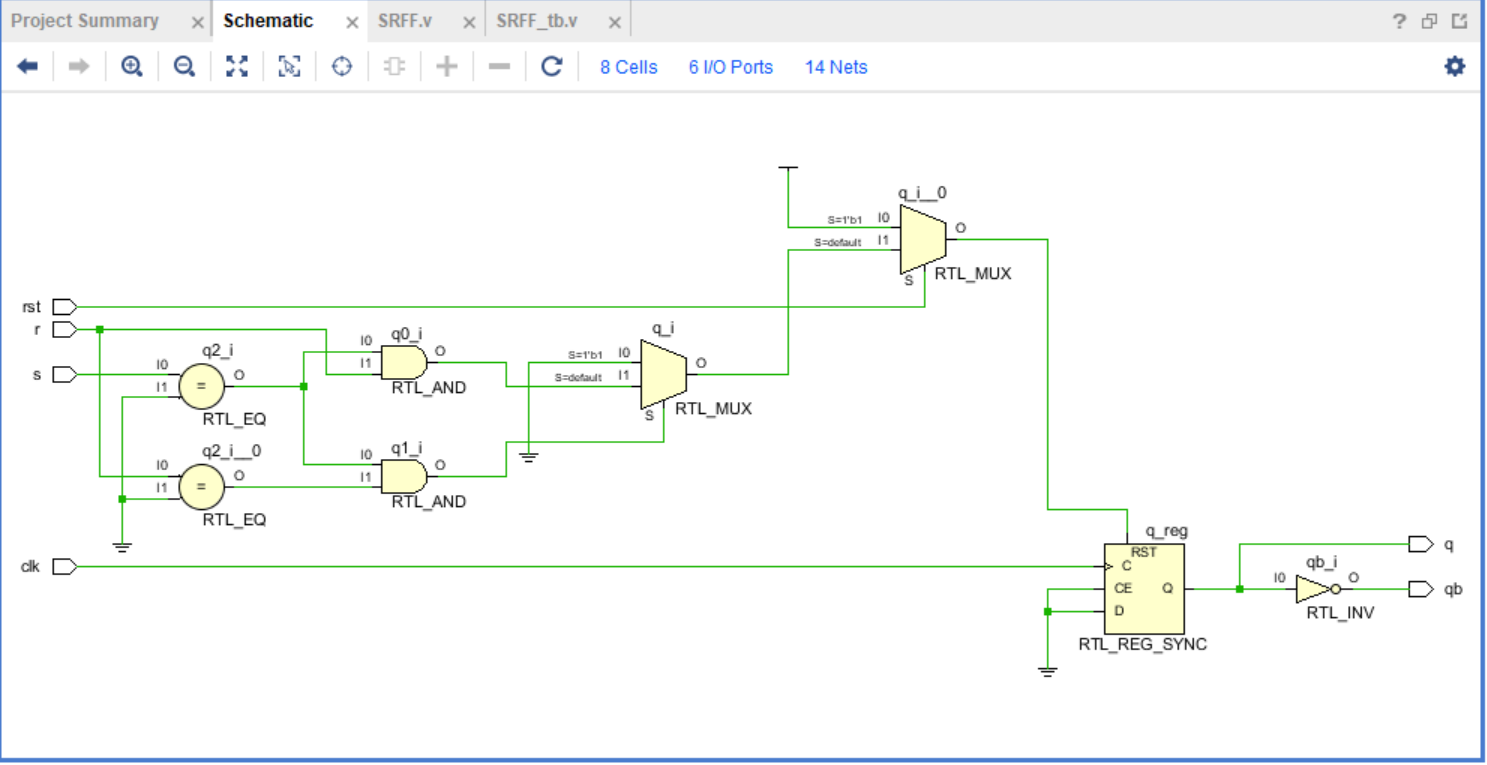 Project Summary × Schematic × SRFF.v × SRFF_tb.v × ?
8 Cells 6 I/O Ports 14 Nets
q_i__0
S=1'b1 I0 O
S=default I1
S RTL_MUX
rst
r
s
q2_i
I0 O
I1 =
RTL_EQ
q2_i__0
I0 O
I1 =
RTL_EQ
q0_i
I0 O
I1
RTL_AND
q1_i
I0 O
I1
RTL_AND
q_i
S=1'b1 I0 O
S=default I1
S RTL_MUX
clk
q_reg
RST
C
CE Q
D
RTL_REG_SYNC
qb_i
I0 O
RTL_INV
q
qb